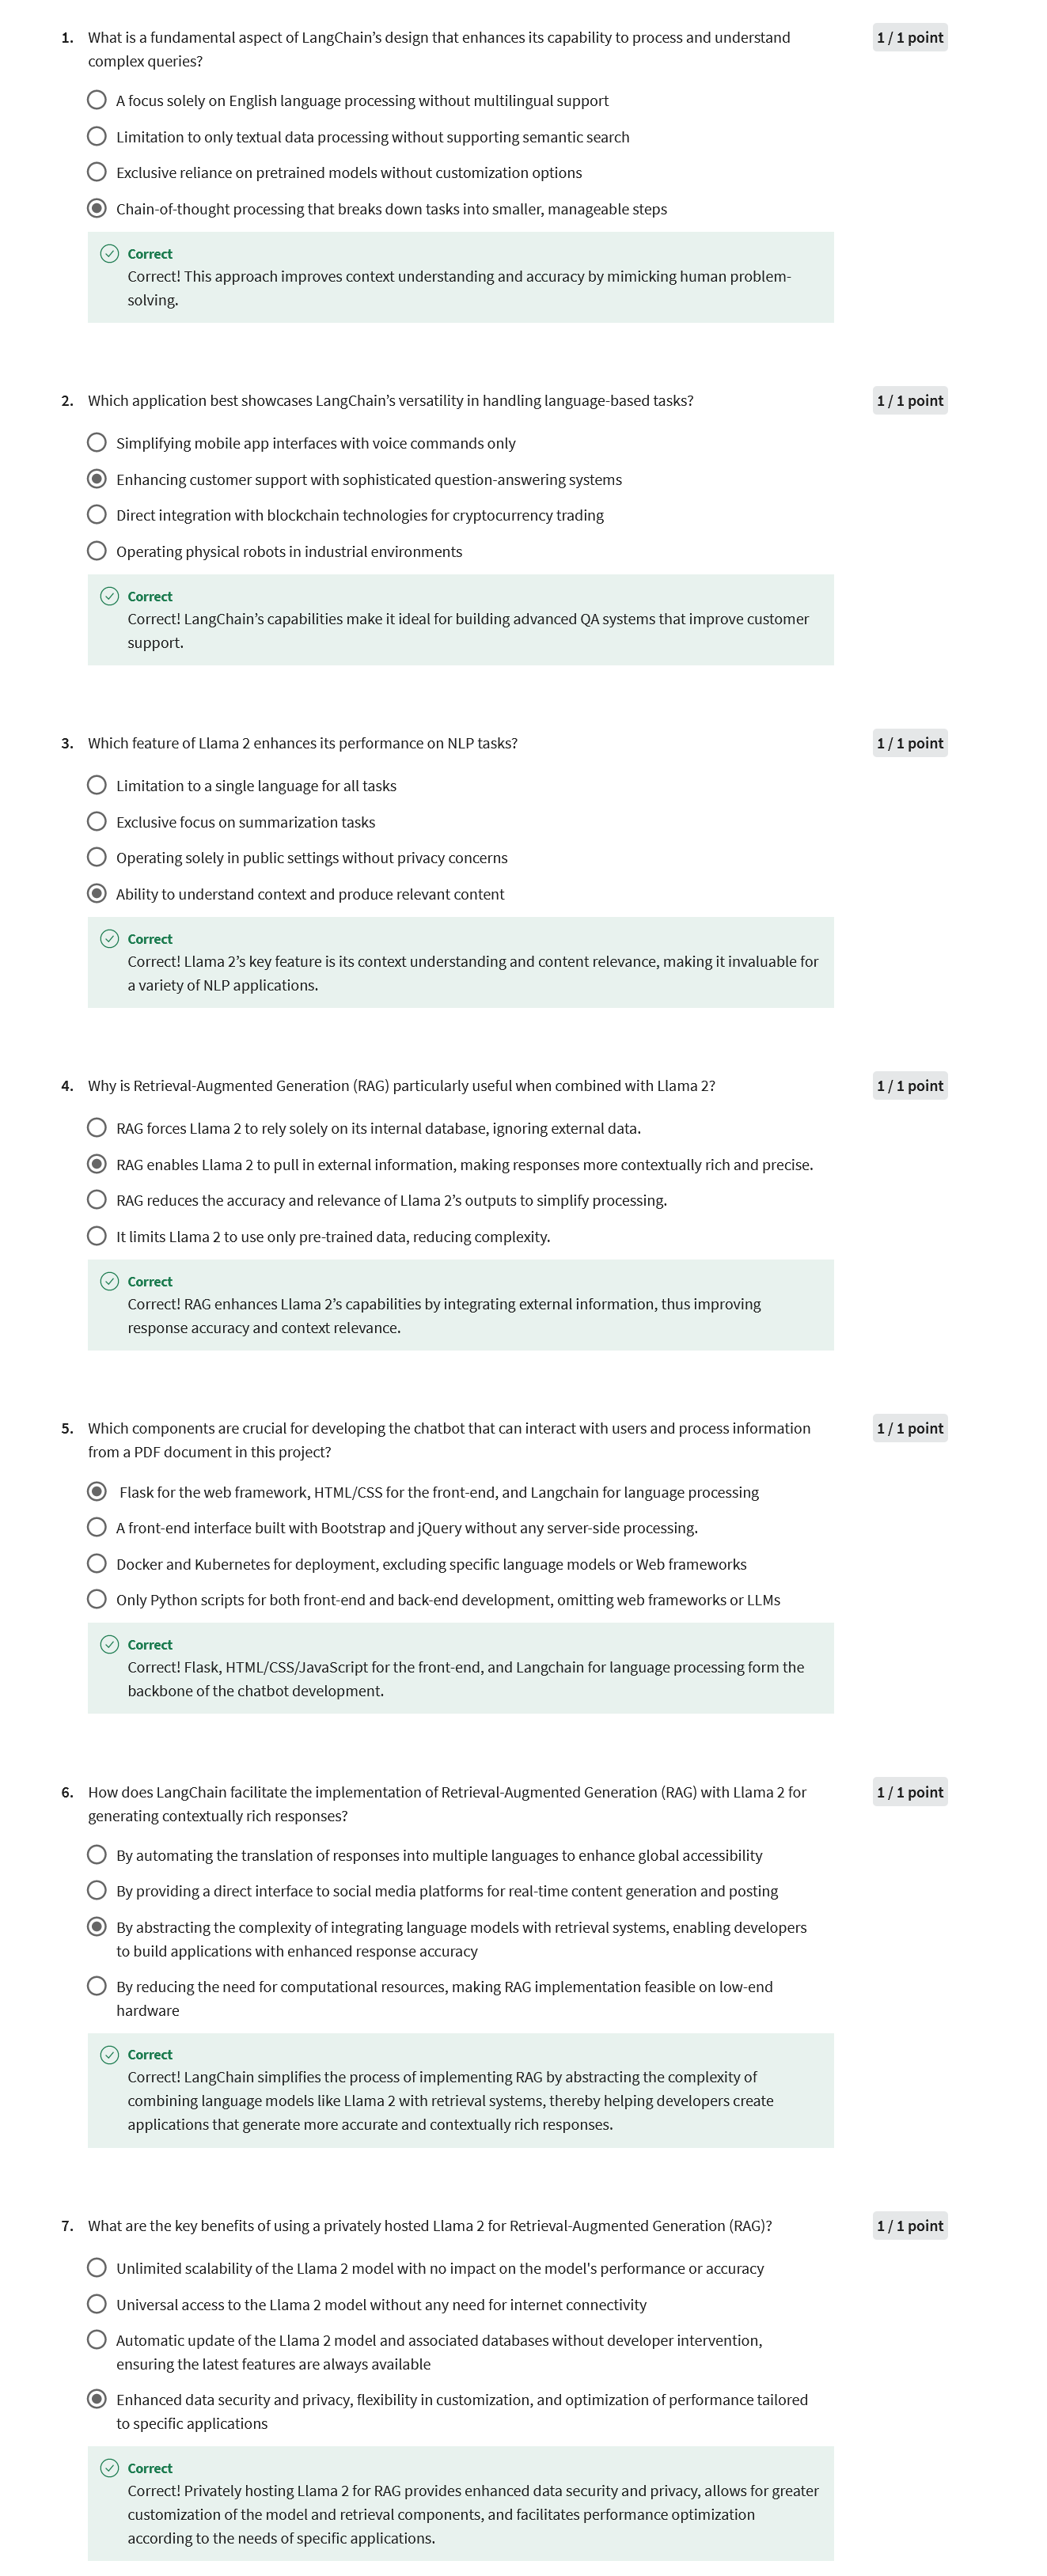 1. What is a fundamental aspect of LangChain’s design that enhances its capability to process and understand 1 / 1 point
complex queries?
A focus solely on English language processing without multilingual support
Limitation to only textual data processing without supporting semantic search
Exclusive reliance on pretrained models without customization options
Chain-of-thought processing that breaks down tasks into smaller, manageable steps
Correct
Correct! This approach improves context understanding and accuracy by mimicking human problem-
solving.
2. Which application best showcases LangChain’s versatility in handling language-based tasks? 1 / 1 point
Simplifying mobile app interfaces with voice commands only
Enhancing customer support with sophisticated question-answering systems
Direct integration with blockchain technologies for cryptocurrency trading
Operating physical robots in industrial environments
Correct
Correct! LangChain’s capabilities make it ideal for building advanced QA systems that improve customer
support.
3. Which feature of Llama 2 enhances its performance on NLP tasks? 1 / 1 point
Limitation to a single language for all tasks
Exclusive focus on summarization tasks
Operating solely in public settings without privacy concerns
Ability to understand context and produce relevant content
Correct
Correct! Llama 2’s key feature is its context understanding and content relevance, making it invaluable for
a variety of NLP applications.
4. Why is Retrieval-Augmented Generation (RAG) particularly useful when combined with Llama 2? 1 / 1 point
RAG forces Llama 2 to rely solely on its internal database, ignoring external data.
RAG enables Llama 2 to pull in external information, making responses more contextually rich and precise.
RAG reduces the accuracy and relevance of Llama 2’s outputs to simplify processing.
It limits Llama 2 to use only pre-trained data, reducing complexity.
Correct
Correct! RAG enhances Llama 2’s capabilities by integrating external information, thus improving
response accuracy and context relevance.
5. Which components are crucial for developing the chatbot that can interact with users and process information 1 / 1 point
from a PDF document in this project?
Flask for the web framework, HTML/CSS for the front-end, and Langchain for language processing
A front-end interface built with Bootstrap and jQuery without any server-side processing.
Docker and Kubernetes for deployment, excluding specific language models or Web frameworks
Only Python scripts for both front-end and back-end development, omitting web frameworks or LLMs
Correct
Correct! Flask, HTML/CSS/JavaScript for the front-end, and Langchain for language processing form the
backbone of the chatbot development.
6. How does LangChain facilitate the implementation of Retrieval-Augmented Generation (RAG) with Llama 2 for 1 / 1 point
generating contextually rich responses?
By automating the translation of responses into multiple languages to enhance global accessibility
By providing a direct interface to social media platforms for real-time content generation and posting
By abstracting the complexity of integrating language models with retrieval systems, enabling developers
to build applications with enhanced response accuracy
By reducing the need for computational resources, making RAG implementation feasible on low-end
hardware
Correct
Correct! LangChain simplifies the process of implementing RAG by abstracting the complexity of
combining language models like Llama 2 with retrieval systems, thereby helping developers create
applications that generate more accurate and contextually rich responses.
7. What are the key benefits of using a privately hosted Llama 2 for Retrieval-Augmented Generation (RAG)? 1 / 1 point
Unlimited scalability of the Llama 2 model with no impact on the model's performance or accuracy
Universal access to the Llama 2 model without any need for internet connectivity
Automatic update of the Llama 2 model and associated databases without developer intervention,
ensuring the latest features are always available
Enhanced data security and privacy, flexibility in customization, and optimization of performance tailored
to specific applications
Correct
Correct! Privately hosting Llama 2 for RAG provides enhanced data security and privacy, allows for greater
customization of the model and retrieval components, and facilitates performance optimization
according to the needs of specific applications.